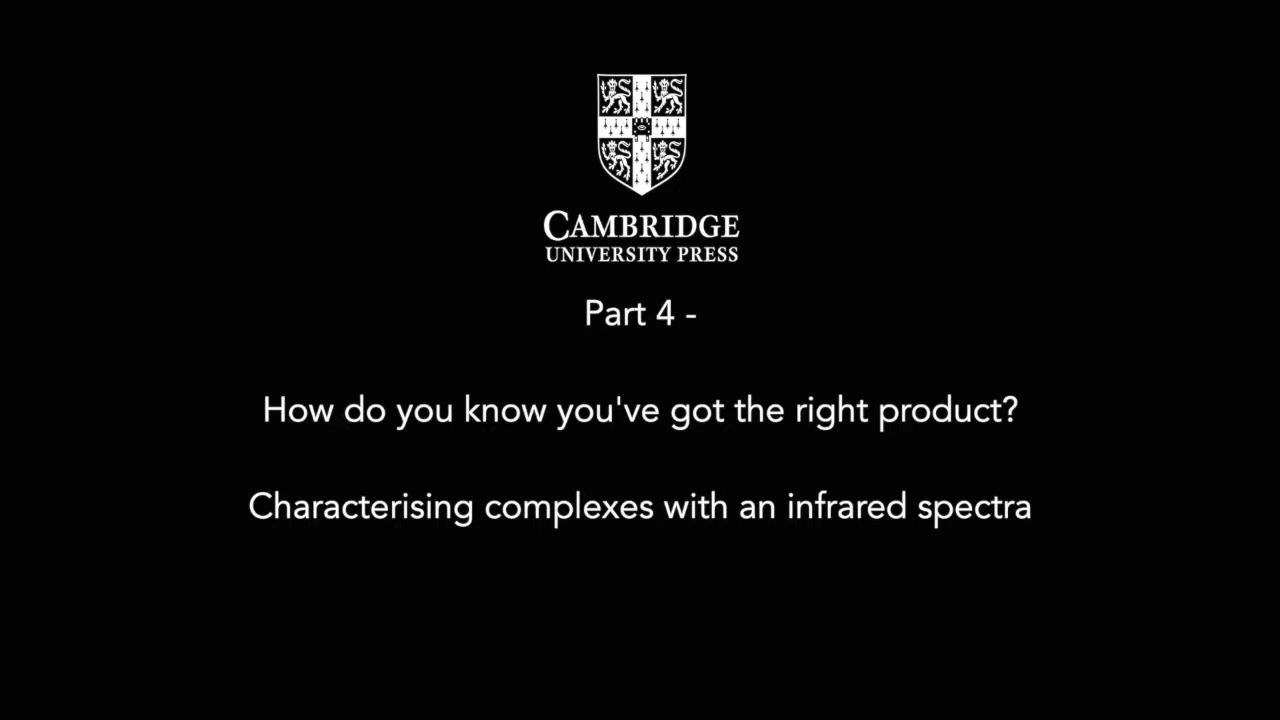 CAMBRIDGE
UNIVERSITY PRESS
Part 4 -
How do you know you've got the right product?
Characterising complexes with an infrared spectra